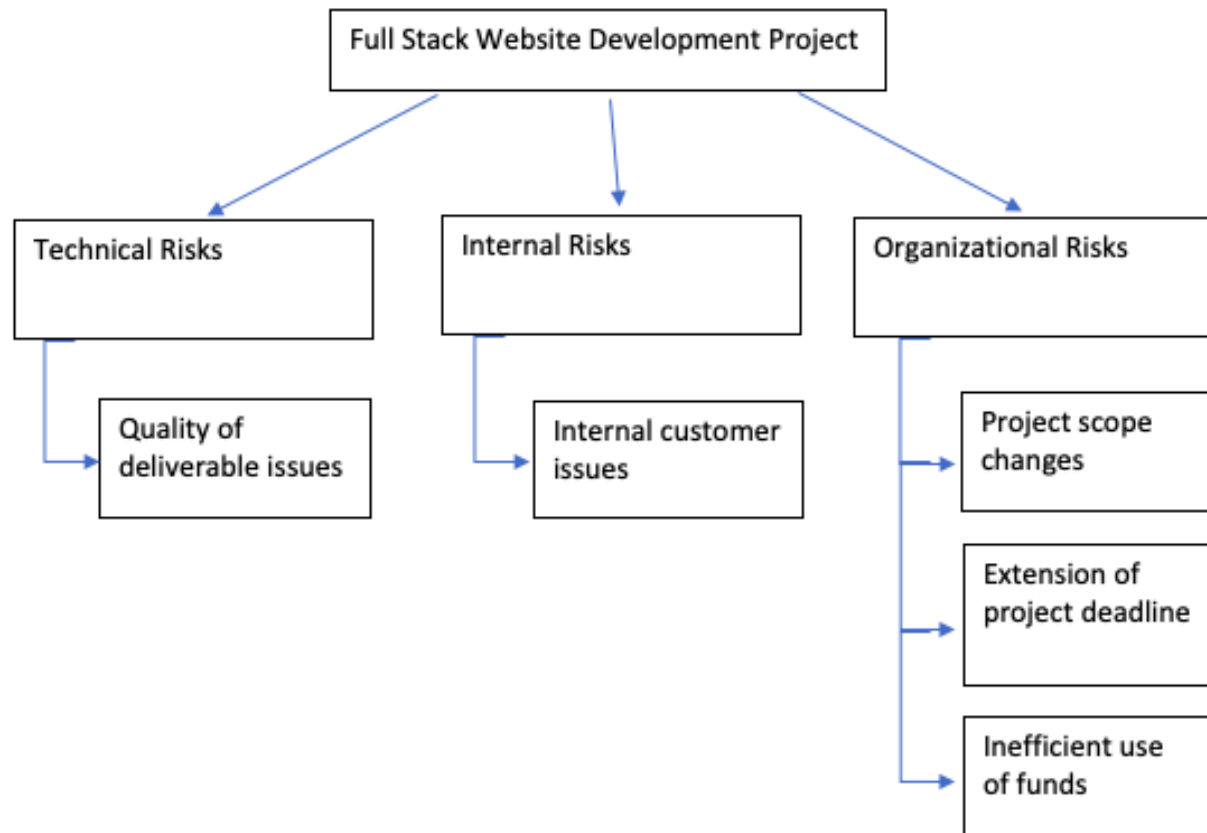 Full Stack Website Development Project
Technical Risks
Internal Risks
Organizational Risks
Quality of
deliverable issues
Internal customer
issues
Project scope
changes
Extension of
project deadline
Inefficient use
of funds